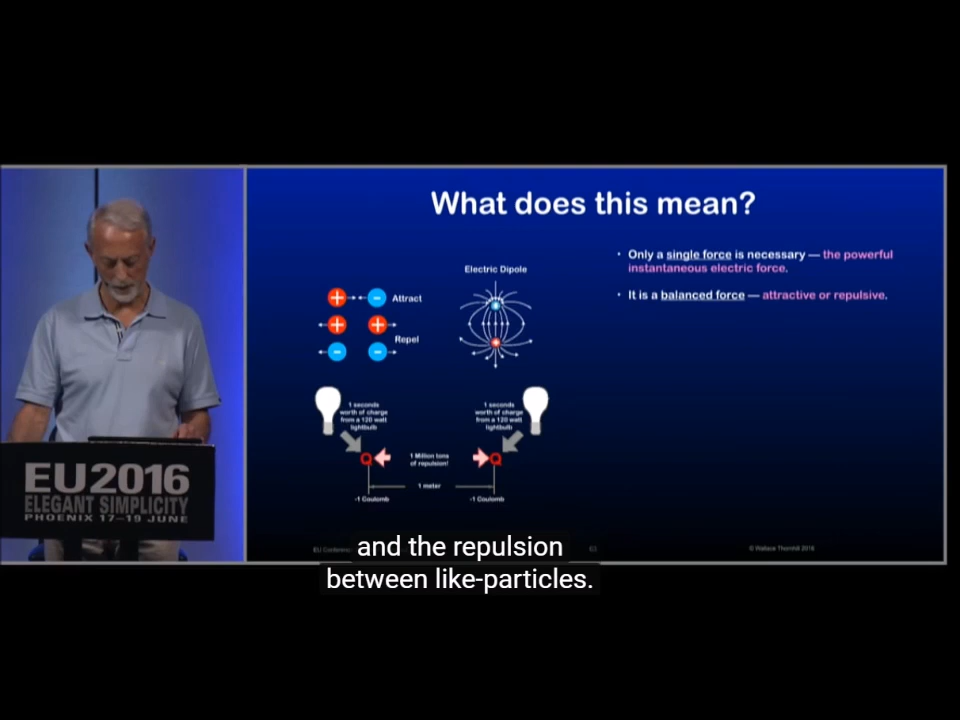 What does this mean?
Electric Dipole
+ - Attract
+ +
Repel
- -
1 seconds
worth of charge
from a 120 watt
lightbulb
1 seconds
worth of charge
from a 120 watt
lightbulb
Q
1 Million tons
of repulsion!
Q
1 meter
-1 Coulomb
-1 Coulomb
• Only a single force is necessary — the powerful
instantaneous electric force.
• It is a balanced force — attractive or repulsive.
EU2016
ELEGANT SIMPLICITY
PHOENIX 17–19 JUNE
EU
63
© Wallace Thornhill 2016
and the repulsion
between like-particles.